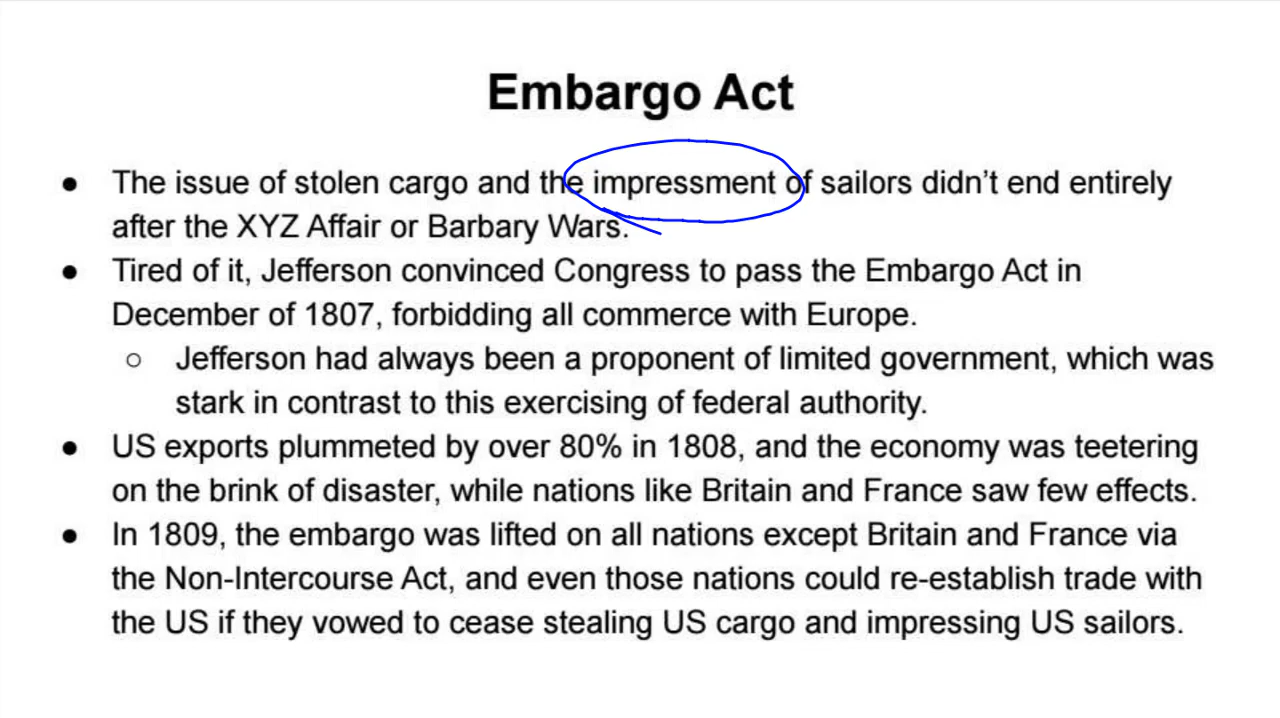 Embargo Act
● The issue of stolen cargo and the impressment of sailors didn’t end entirely
after the XYZ Affair or Barbary Wars.
● Tired of it, Jefferson convinced Congress to pass the Embargo Act in
December of 1807, forbidding all commerce with Europe.
○ Jefferson had always been a proponent of limited government, which was
stark in contrast to this exercising of federal authority.
● US exports plummeted by over 80% in 1808, and the economy was teetering
on the brink of disaster, while nations like Britain and France saw few effects.
● In 1809, the embargo was lifted on all nations except Britain and France via
the Non-Intercourse Act, and even those nations could re-establish trade with
the US if they vowed to cease stealing US cargo and impressing US sailors.